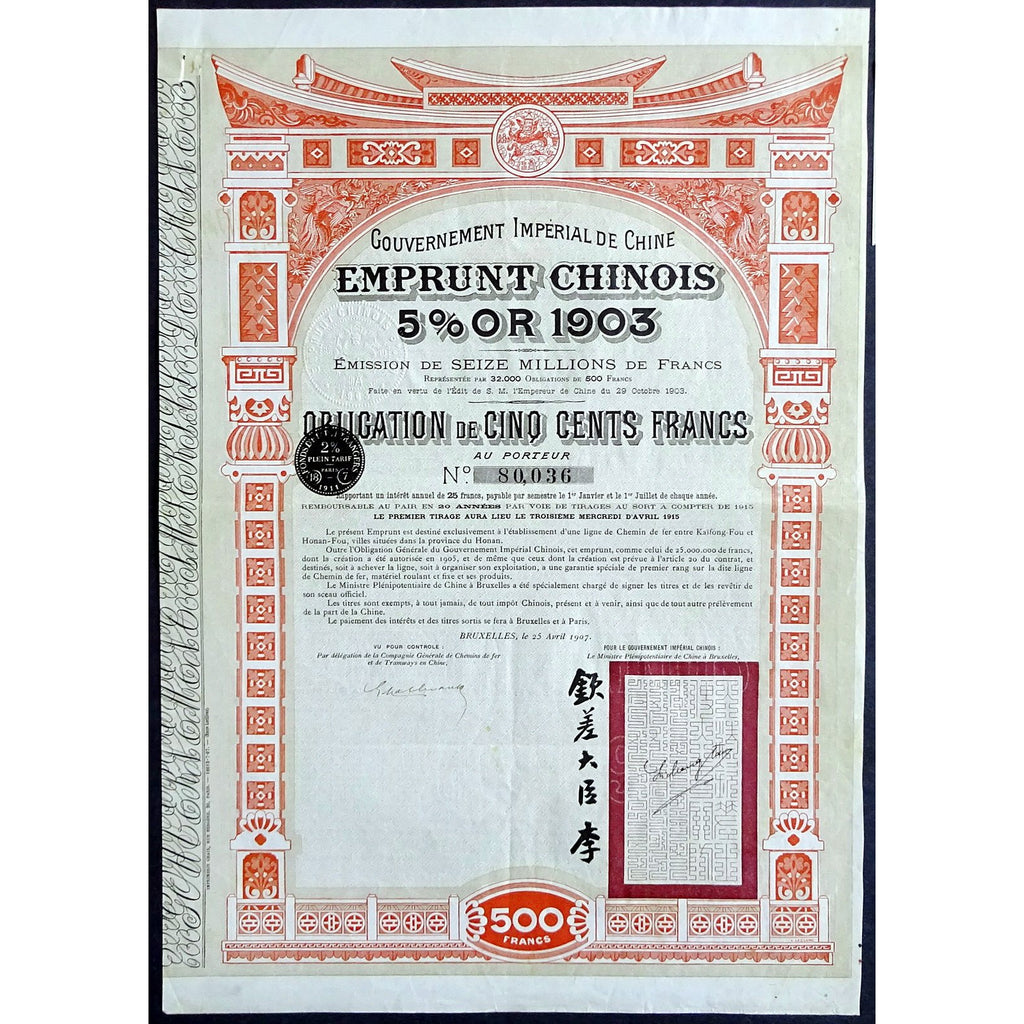 GOUVERNEMENT IMPÉRIAL DE CHINE
EMPRUNT CHINOIS
5% OR 1903
ÉMISSION DE SEIZE MILLIONS DE FRANCS
REPRÉSENTÉE PAR 32.000 OBLIGATIONS DE 500 FRANCS
Faite en vertu de l'Édit de S. M. l'Empereur de Chine du 29 Octobre 1903.
OBLIGATION DE CINQ CENTS FRANCS
AU PORTEUR
No. 80,036
FONDS D'ÉTATS ÉTRANGERS
2%
PLEIN TARIF
PARIS
18 - 7
1911
Rapportant un intérêt annuel de 25 francs, payable par semestre le 1er Janvier et le 1er Juillet de chaque année.
REMBOURSABLE AU PAIR EN 20 ANNÉES PAR VOIE DE TIRAGES AU SORT A COMPTER DE 1915
LE PREMIER TIRAGE AURA LIEU LE TROISIÈME MERCREDI D'AVRIL 1915
Le présent Emprunt est destiné exclusivement à l'établissement d'une ligne de Chemin de fer entre Kaifong-Fou et
Honan-Fou, villes situées dans la province du Honan.
Outre l'Obligation Générale du Gouvernement Impérial Chinois, cet emprunt, comme celui de 25.000.000 de francs,
dont la création a été autorisée en 1905, et de même que ceux dont la création est prévue à l'article 20 du contrat, et
destinés, soit à achever la ligne, soit à organiser son exploitation, a une garantie spéciale de premier rang sur la dite ligne
de Chemin de fer, matériel roulant et fixe et ses produits.
Le Ministre Plénipotentiaire de Chine à Bruxelles a été spécialement chargé de signer les titres et de les revêtir de
son sceau officiel.
Les titres sont exempts, à tout jamais, de tout impôt Chinois, présent et à venir, ainsi que de tout autre prélèvement
de la part de la Chine.
Le paiement des intérêts et des titres sortis se fera à Bruxelles et à Paris.
BRUXELLES, le 25 Avril 1907.
VU POUR CONTROLE :
Par délégation de la Compagnie Générale de Chemins de fer
et de Tramways en Chine,
POUR LE GOUVERNEMENT IMPÉRIAL CHINOIS :
Le Ministre Plénipotentiaire de Chine à Bruxelles,
欽差大臣李
500
FRANCS